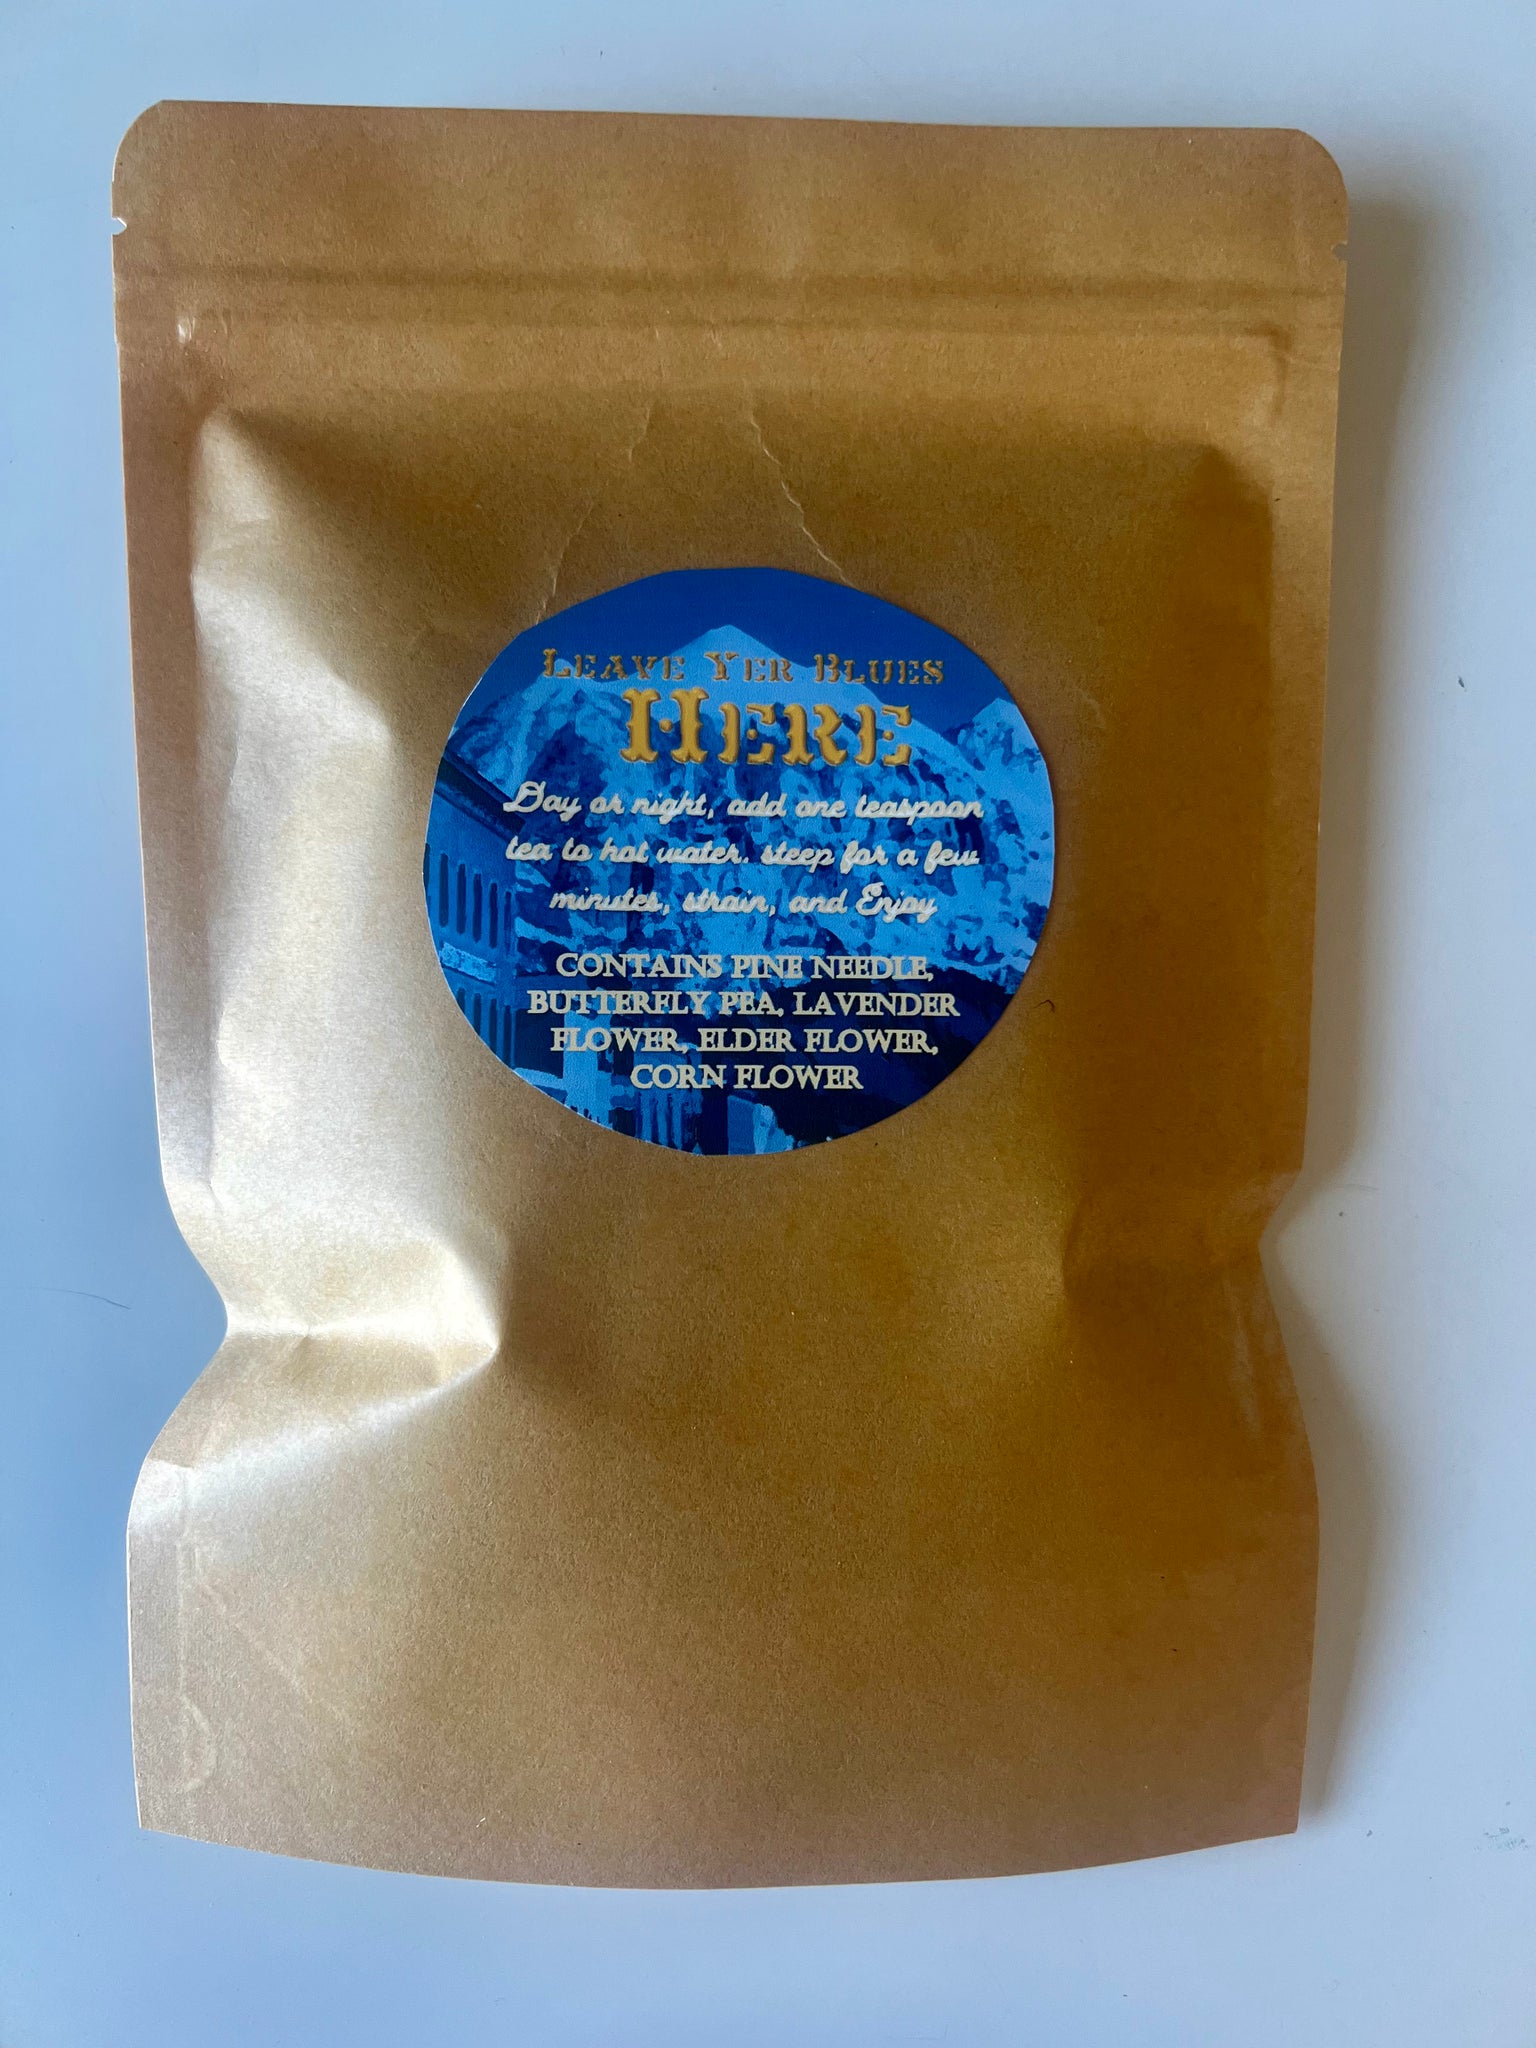 Leave Yer Blues
Here
Day or night, add one teaspoon
tea to hot water. steep for a few
minutes, strain, and Enjoy
CONTAINS PINE NEEDLE,
BUTTERFLY PEA, LAVENDER
FLOWER, ELDER FLOWER,
CORN FLOWER